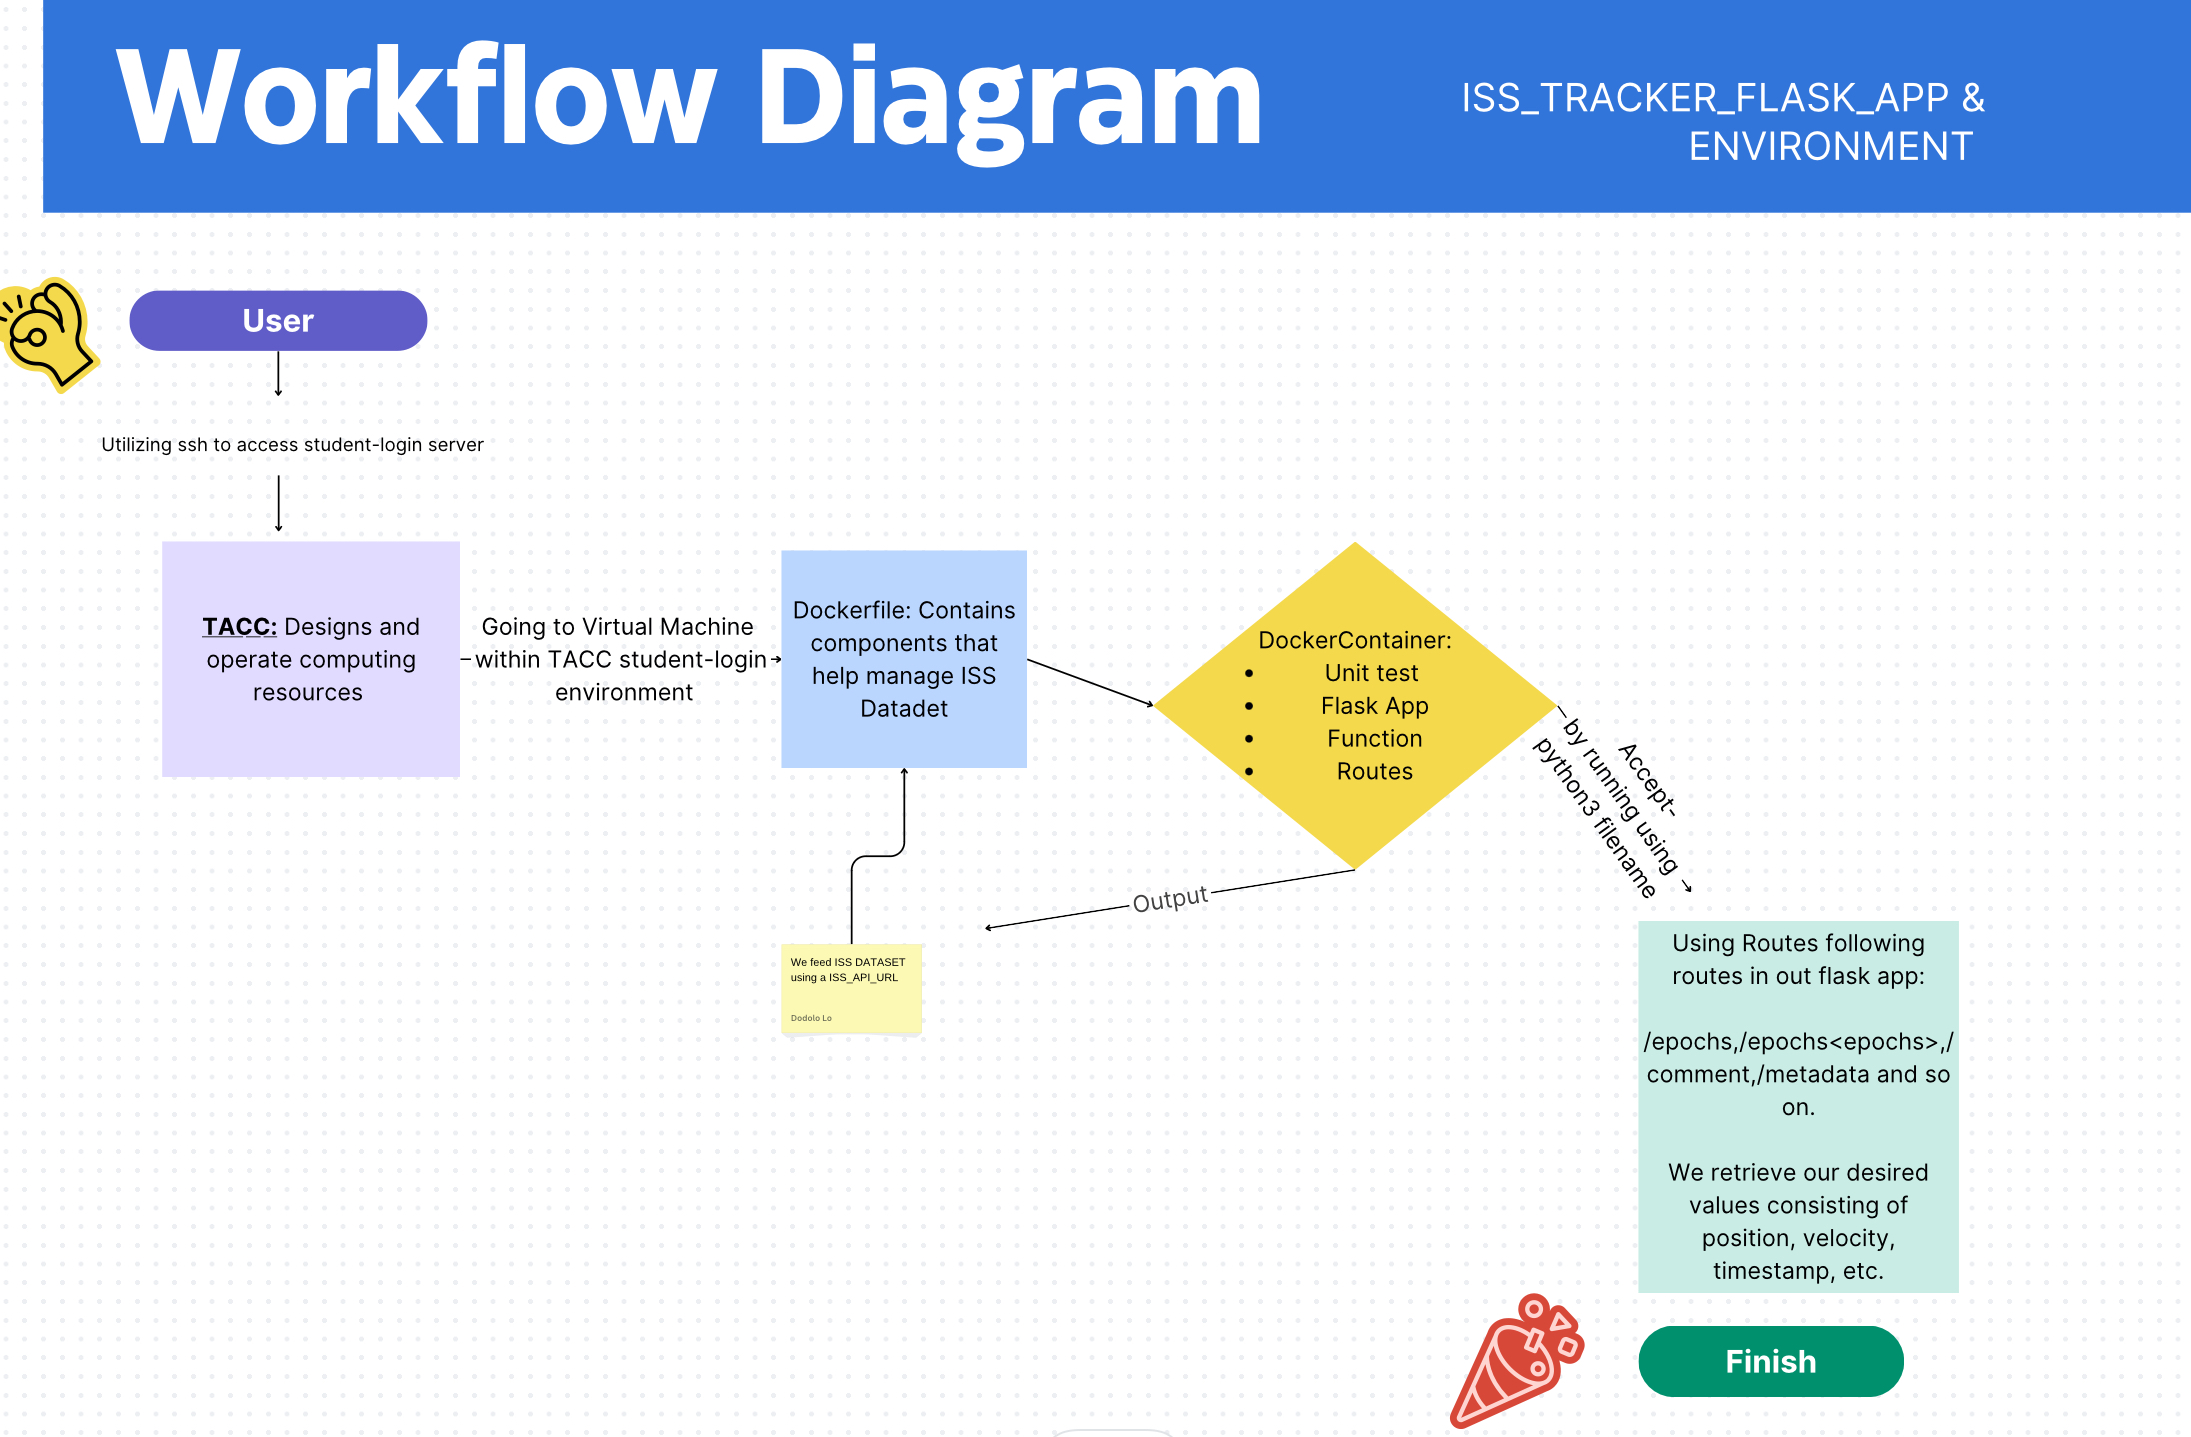 Workflow Diagram
ISS_TRACKER_FLASK_APP &
ENVIRONMENT
User
Utilizing ssh to access student-login server
TACC: Designs and
operate computing
resources
Going to Virtual Machine
within TACC student-login
environment
Dockerfile: Contains
components that
help manage ISS
Datadet
DockerContainer:
• Unit test
• Flask App
• Function
• Routes
Accept-
by running using
python3 filename
Output
We feed ISS DATASET
using a ISS_API_URL
Dodolo Lo
Using Routes following
routes in out flask app:
/epochs,/epochs<epochs>,/
comment,/metadata and so
on.
We retrieve our desired
values consisting of
position, velocity,
timestamp, etc.
Finish